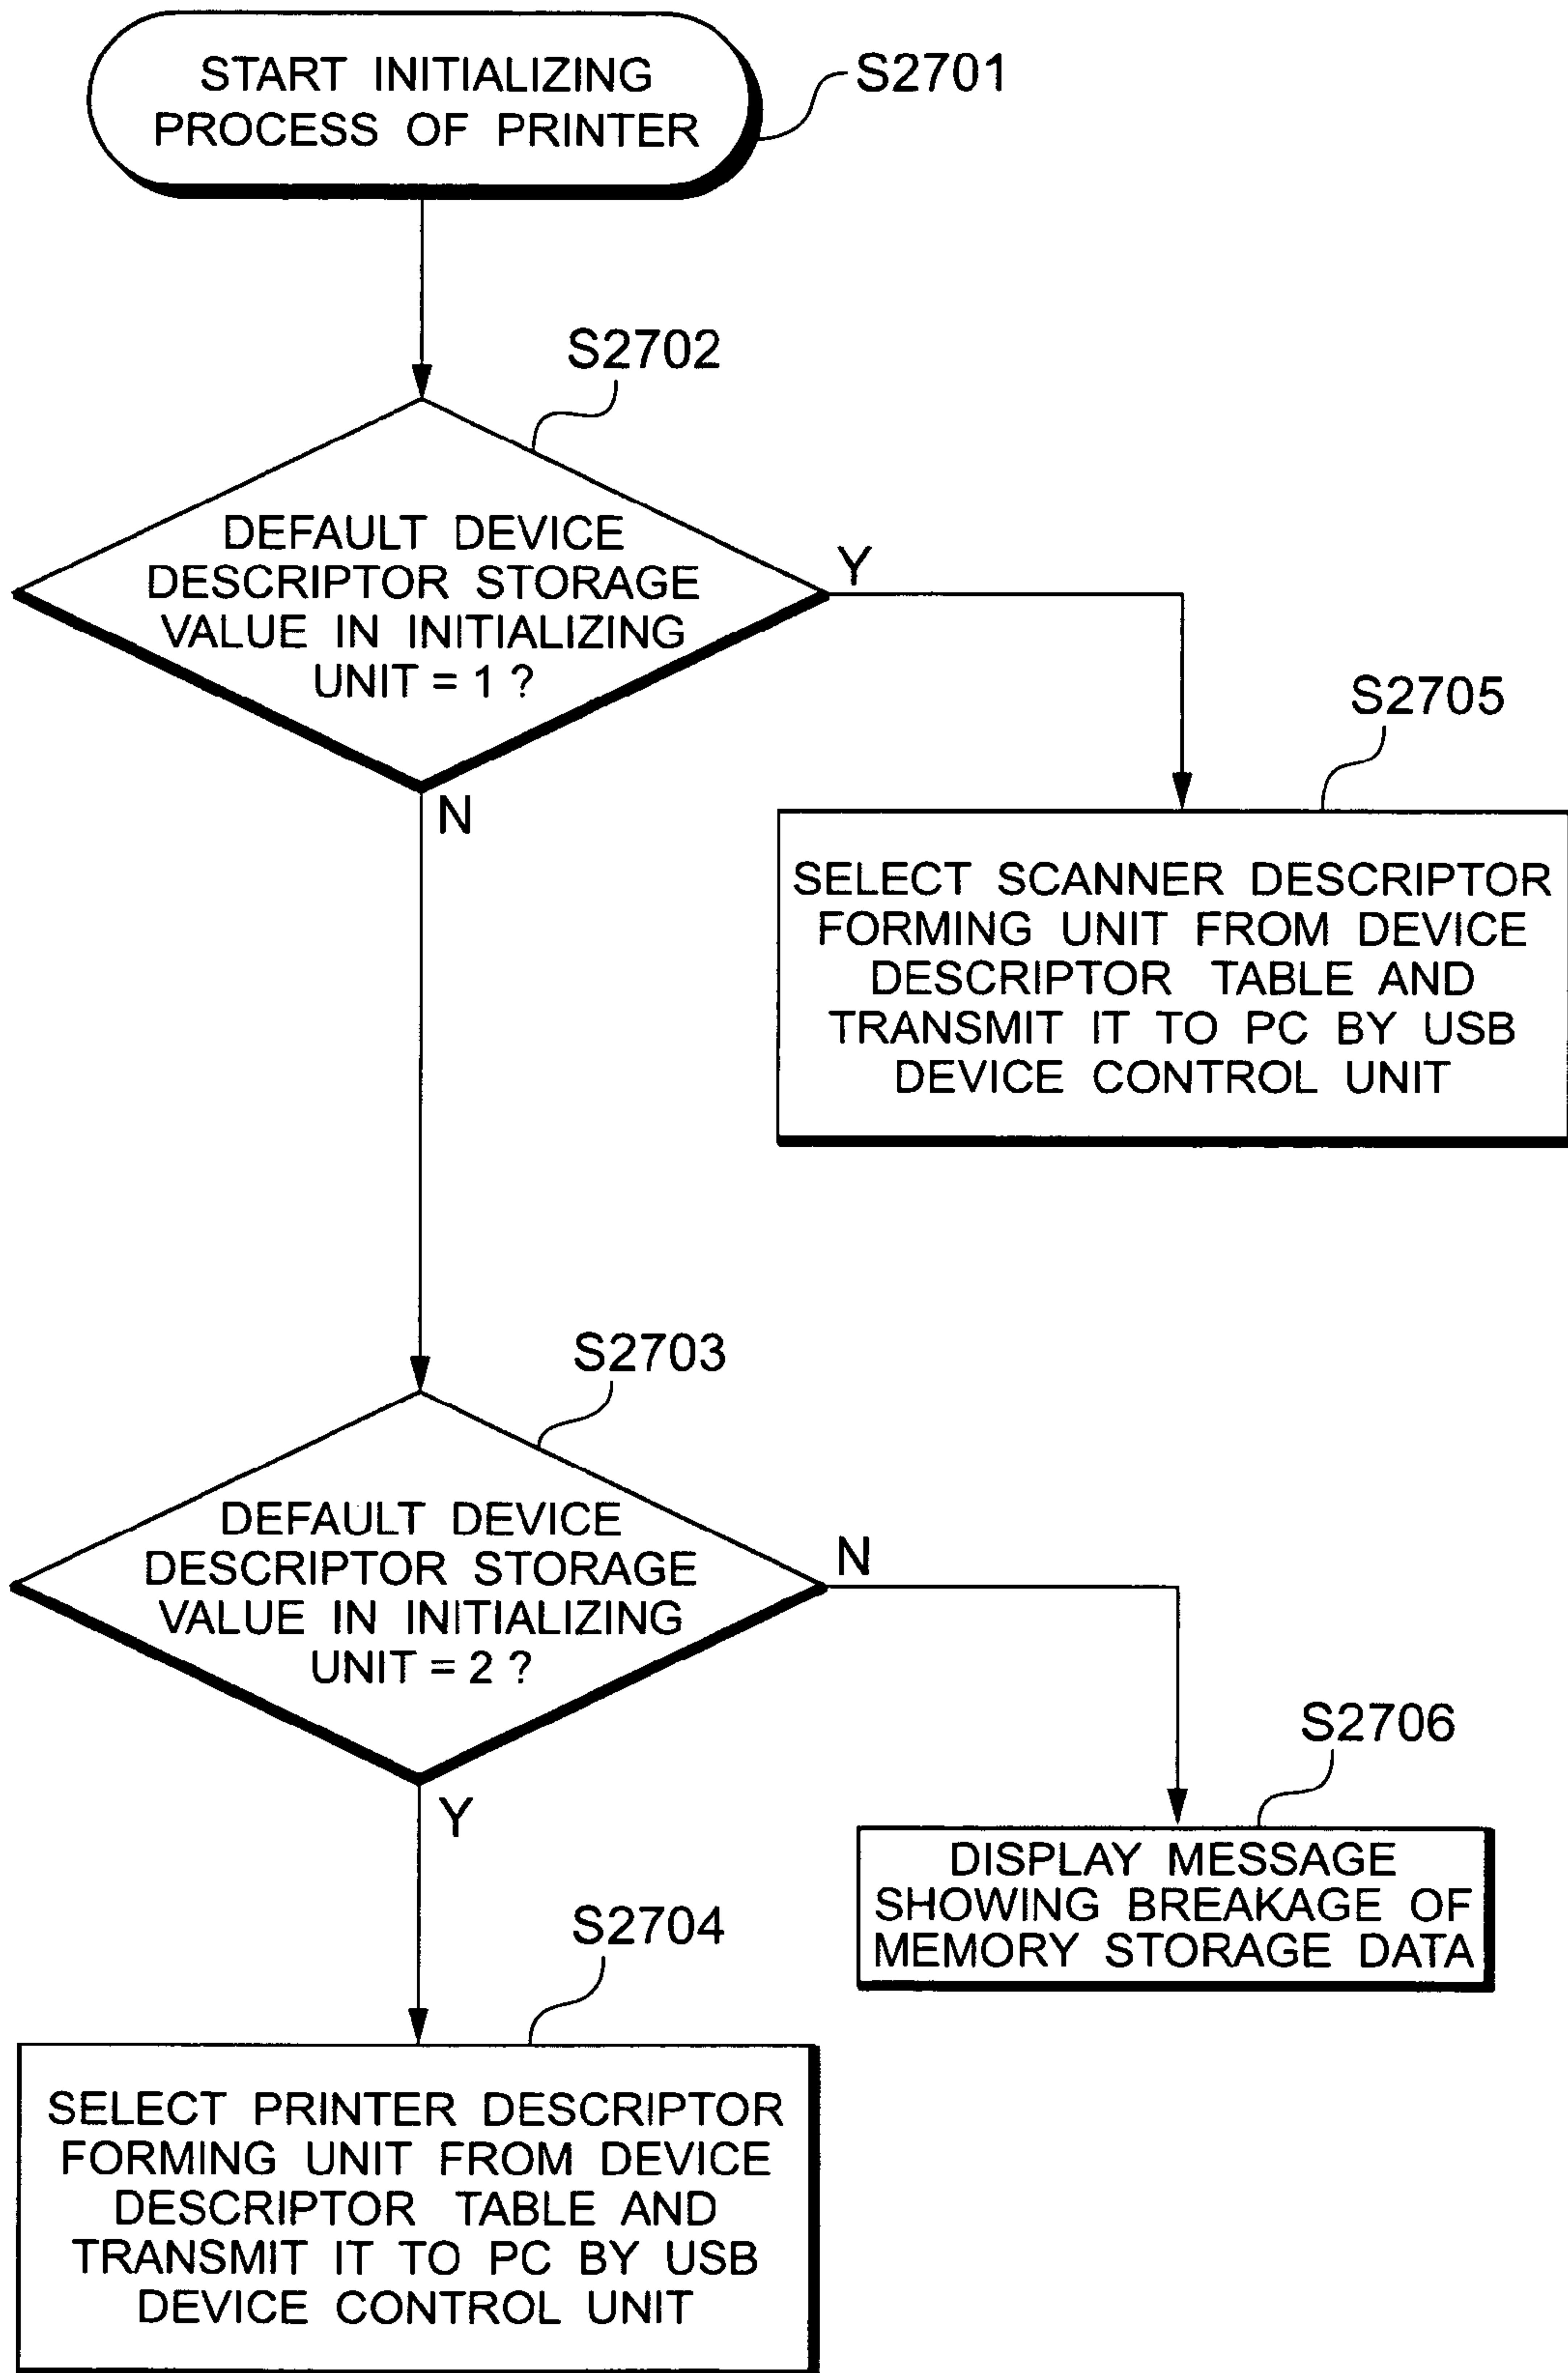 START INITIALIZING
PROCESS OF PRINTER
S2701
S2702
DEFAULT DEVICE
DESCRIPTOR STORAGE
VALUE IN INITIALIZING
UNIT = 1 ?
Y
N
S2705
SELECT SCANNER DESCRIPTOR
FORMING UNIT FROM DEVICE
DESCRIPTOR TABLE AND
TRANSMIT IT TO PC BY USB
DEVICE CONTROL UNIT
S2703
DEFAULT DEVICE
DESCRIPTOR STORAGE
VALUE IN INITIALIZING
UNIT = 2 ?
N
Y
S2706
DISPLAY MESSAGE
SHOWING BREAKAGE OF
MEMORY STORAGE DATA
S2704
SELECT PRINTER DESCRIPTOR
FORMING UNIT FROM DEVICE
DESCRIPTOR TABLE AND
TRANSMIT IT TO PC BY USB
DEVICE CONTROL UNIT